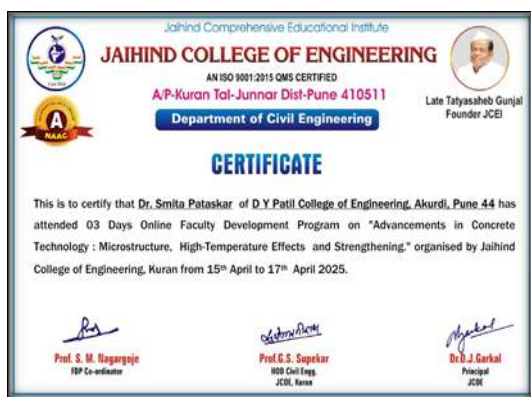 Jaihind Comprehensive Educational Institute
JAIHIND COLLEGE OF ENGINEERING
AN ISO 9001:2015 QMS CERTIFIED
A/P-Kuran Tal-Junnar Dist-Pune 410511
Late Tatyasaheb Gunjal
Founder JCEI
A
NAAC
Department of Civil Engineering
CERTIFICATE
This is to certify that Dr. Smita Pataskar of D Y Patil College of Engineering, Akurdi, Pune 44 has
attended 03 Days Online Faculty Development Program on "Advancements in Concrete
Technology : Microstructure, High-Temperature Effects and Strengthening." organised by Jaihind
College of Engineering, Kuran from 15th April to 17th April 2025.
Prof. S. M. Nagargoje
FDP Co-ordinator
Prof.G.S. Supekar
HOD Civil Engg.
JCOE, Kuran
Dr.D.J.Garkal
Principal
JCOE